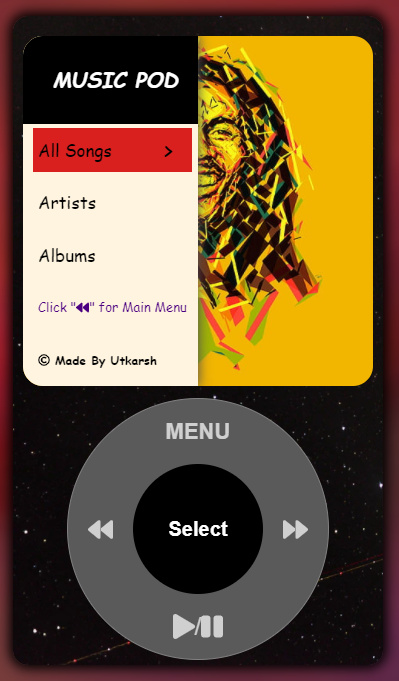 MUSIC POD
All Songs >
Artists
Albums
Click "⏪" for Main Menu
© Made By Utkarsh
MENU
Select